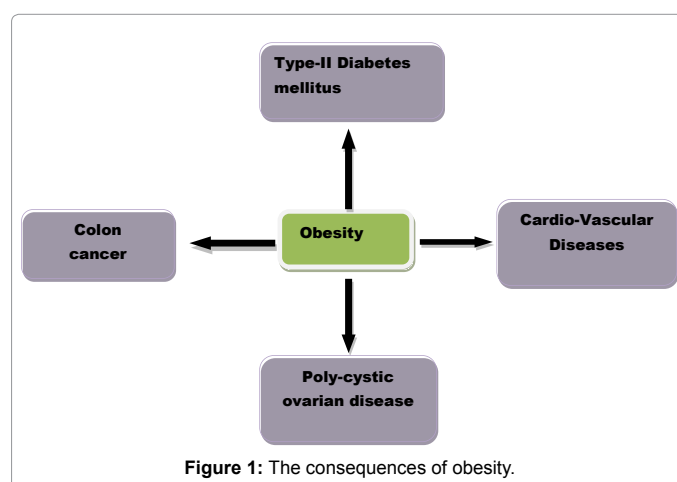 Type-II Diabetes
mellitus
Colon
cancer
Obesity
Cardio-Vascular
Diseases
Poly-cystic
ovarian disease
Figure 1: The consequences of obesity.